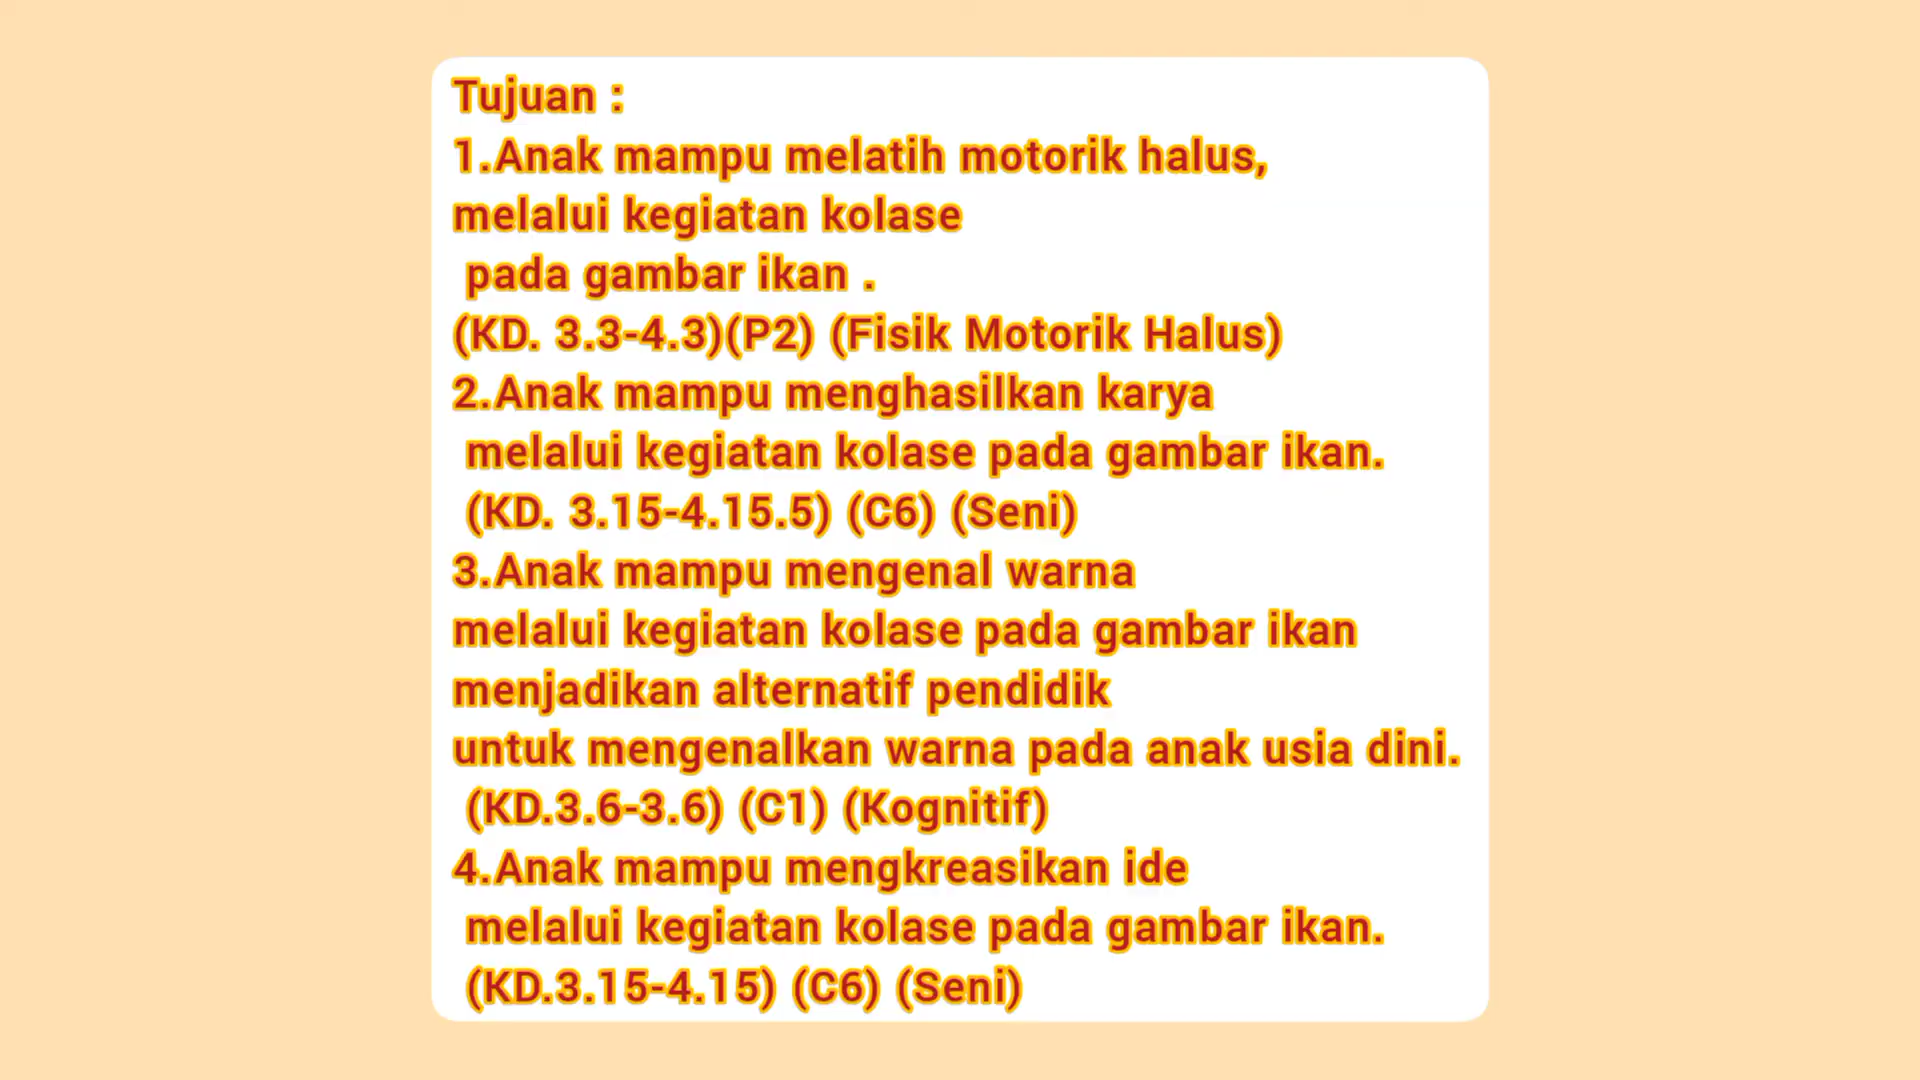 Tujuan :
1.Anak mampu melatih motorik halus,
melalui kegiatan kolase
pada gambar ikan .
(KD. 3.3-4.3)(P2) (Fisik Motorik Halus)
2.Anak mampu menghasilkan karya
melalui kegiatan kolase pada gambar ikan.
(KD. 3.15-4.15.5) (C6) (Seni)
3.Anak mampu mengenal warna
melalui kegiatan kolase pada gambar ikan
menjadikan alternatif pendidik
untuk mengenalkan warna pada anak usia dini.
(KD.3.6-3.6) (C1) (Kognitif)
4.Anak mampu mengkreasikan ide
melalui kegiatan kolase pada gambar ikan.
(KD.3.15-4.15) (C6) (Seni)